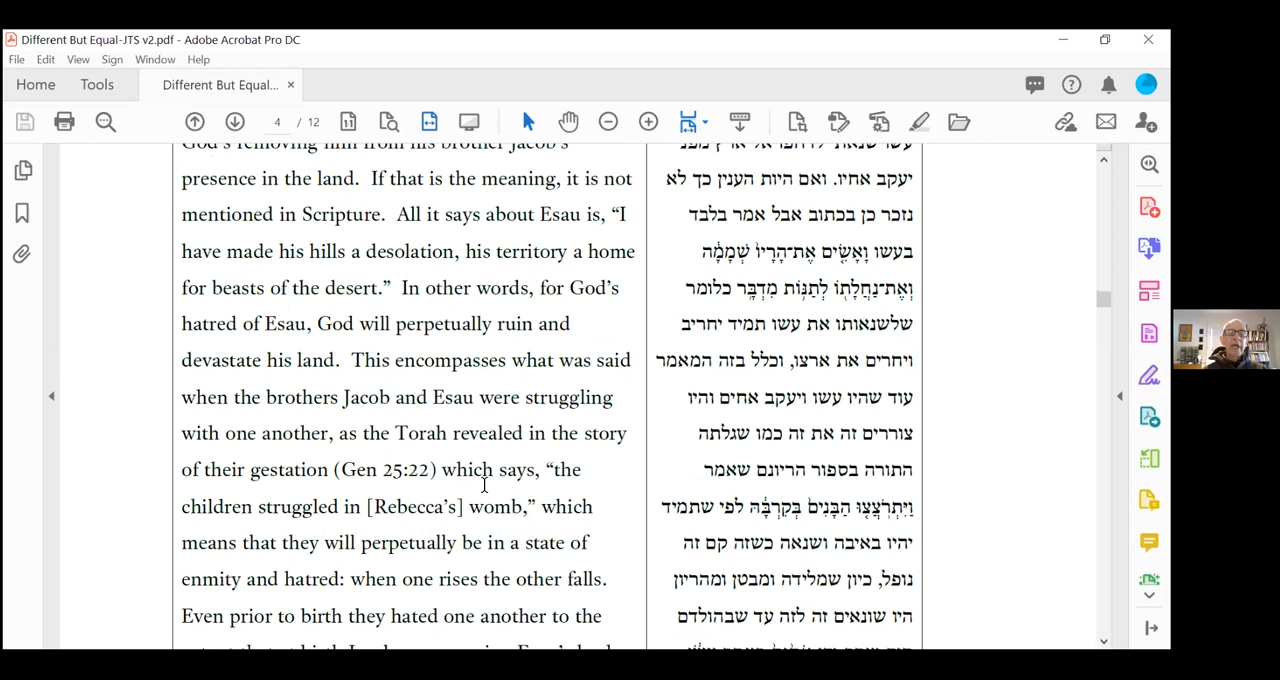 Different But Equal-JTS v2.pdf - Adobe Acrobat Pro DC
File Edit View Sign Window Help
Home Tools Different But Equal... ×
4 / 12
God's removing him from his brother Jacob's
presence in the land. If that is the meaning, it is not
mentioned in Scripture. All it says about Esau is, “I
have made his hills a desolation, his territory a home
for beasts of the desert.” In other words, for God’s
hatred of Esau, God will perpetually ruin and
devastate his land. This encompasses what was said
when the brothers Jacob and Esau were struggling
with one another, as the Torah revealed in the story
of their gestation (Gen 25:22) which says, “the
children struggled in [Rebecca’s] womb,” which
means that they will perpetually be in a state of
enmity and hatred: when one rises the other falls.
Even prior to birth they hated one another to the
יעקב אחיו. ואם היות הענין כך לא
נזכר כן בכתוב אבל אמר בלבד
בעשו וָאָשִׂ֤ים אֶת־הָרָיו֙ שְׁמָמָ֔ה
וְאֶת־נַחֲלָת֖וֹ לְתַנּ֥וֹת מִדְבָּֽר כלומר
שלשנאותו את עשו תמיד יחריב
ויחרים את ארצו, וכלל בזה המאמר
עוד שהיו עשו ויעקב אחים והיו
צוררים זה את זה כמו שגלתה
התורה בספור הריונם שאמר
וַיִּתְרֹֽצֲצ֤וּ הַבָּנִים֙ בְּקִרְבָּ֔הּ לפי שתמיד
יהיו באיבה ושנאה כשזה קם זה
נופל, כיון שמלידה ומבטן ומהריון
היו שונאים זה לזה עד שבהולדם